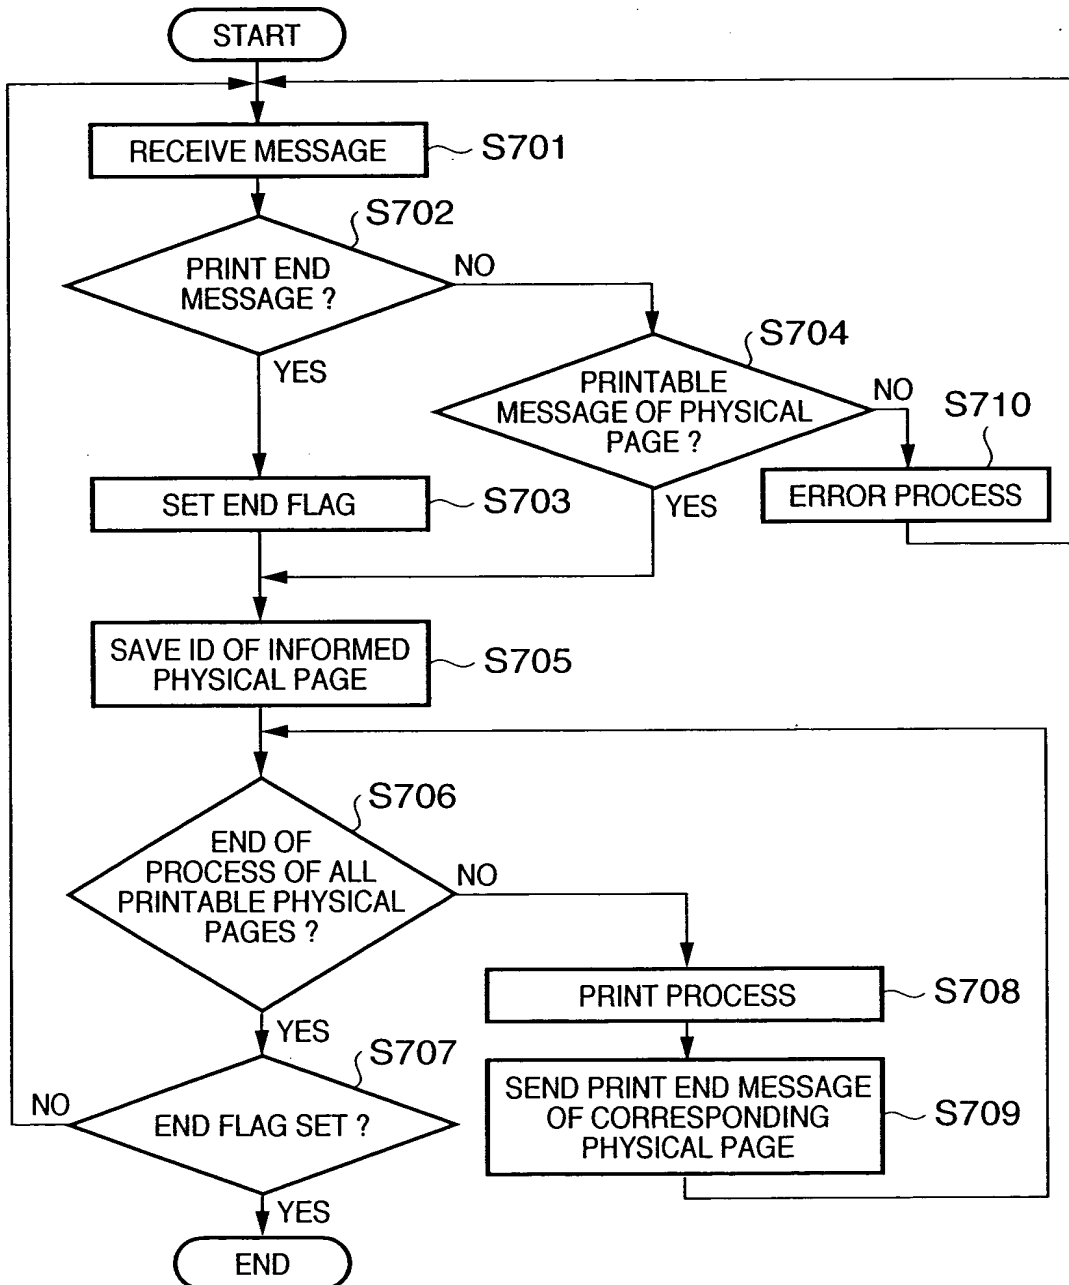 START
RECEIVE MESSAGE
S701
S702
PRINT END
MESSAGE ?
NO
YES
S704
PRINTABLE
MESSAGE OF PHYSICAL
PAGE ?
NO
YES
S710
ERROR PROCESS
SET END FLAG
S703
SAVE ID OF INFORMED
PHYSICAL PAGE
S705
S706
END OF
PROCESS OF ALL
PRINTABLE PHYSICAL
PAGES ?
NO
YES
PRINT PROCESS
S708
SEND PRINT END MESSAGE
OF CORRESPONDING
PHYSICAL PAGE
S709
S707
END FLAG SET ?
NO
YES
END